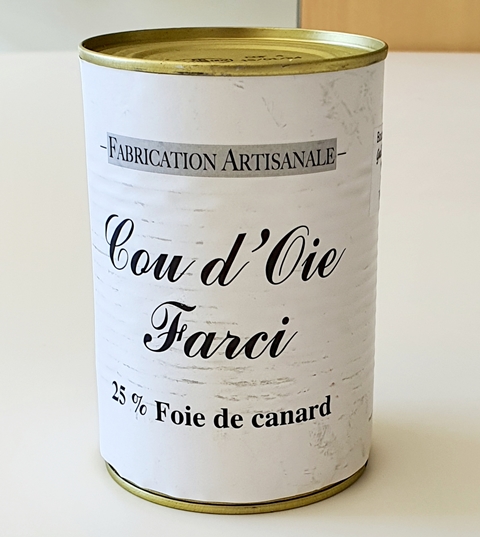 -FABRICATION ARTISANALE-
Cou d'Oie
Farci
25 % Foie de canard